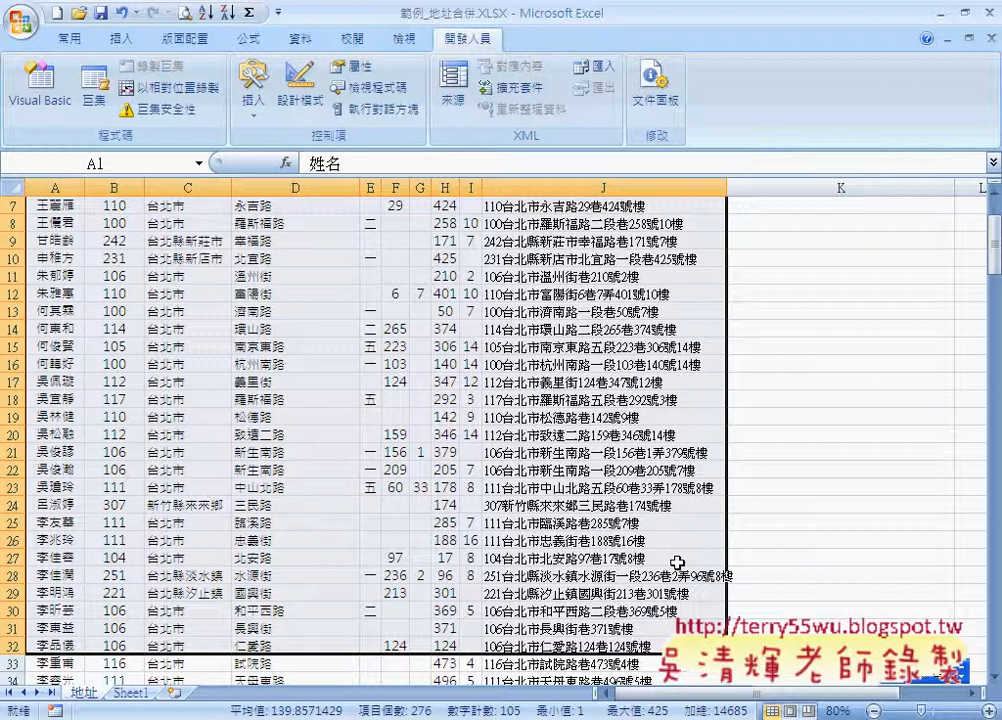 範例_地址合併.XLSX - Microsoft Excel
常用 插入 版面配置 公式 資料 校閱 檢視 開發人員
Visual Basic 巨集 錄製巨集 以相對位置錄製 巨集安全性 程式碼
插入 設計模式 屬性 檢視程式碼 執行對話方塊 控制項
來源 對應內容 擴充套件 重新整理資料 匯入 匯出 XML
文件面板 修改
A1 fx 姓名
A B C D E F G H I J K L
7 王麗雁 110 台北市 永吉路 29 424 110台北市永吉路29巷424號樓
8 王儷君 100 台北市 羅斯福路 二 258 10 100台北市羅斯福路二段巷258號10樓
9 甘皓齡 242 台北縣新莊市 幸福路 171 7 242台北縣新莊市幸福路巷171號7樓
10 申稚方 231 台北縣新店市 北宜路 一 425 231台北縣新店市北宜路一段巷425號樓
11 朱郁婷 106 台北市 溫州街 210 2 106台北市溫州街巷210號2樓
12 朱雅惠 110 台北市 富陽街 6 7 401 10 110台北市富陽街6巷7弄401號10樓
13 何其霖 100 台北市 濟南路 一 50 7 100台北市濟南路一段巷50號7樓
14 何東和 114 台北市 環山路 二 265 374 114台北市環山路二段265巷374號樓
15 何俊賢 105 台北市 南京東路 五 223 306 14 105台北市南京東路五段223巷306號14樓
16 何語好 100 台北市 杭州南路 一 103 140 14 100台北市杭州南路一段103巷140號14樓
17 吳佩璇 112 台北市 義里街 124 347 12 112台北市義里街124巷347號12樓
18 吳宜靜 117 台北市 羅斯福路 五 292 3 117台北市羅斯福路五段巷292號3樓
19 吳林健 110 台北市 松德路 142 9 110台北市松德路巷142號9樓
20 吳松融 112 台北市 致遠二路 159 346 14 112台北市致遠二路159巷346號14樓
21 吳俊諺 106 台北市 新生南路 一 156 1 379 106台北市新生南路一段156巷1弄379號樓
22 吳俊瀚 106 台北市 新生南路 一 209 205 7 106台北市新生南路一段209巷205號7樓
23 吳瓊玲 111 台北市 中山北路 五 60 33 178 8 111台北市中山北路五段60巷33弄178號8樓
24 呂淑婷 307 新竹縣來來鄉 三民路 174 307新竹縣來來鄉三民路巷174號樓
25 李友華 111 台北市 臨溪路 285 7 111台北市臨溪路巷285號7樓
26 李兆玲 111 台北市 忠義街 188 16 111台北市忠義街巷188號16樓
27 李佳容 104 台北市 北安路 97 17 8 104台北市北安路97巷17號8樓
28 李佳潤 251 台北縣淡水鎮 水源街 一 236 2 96 8 251台北縣淡水鎮水源街一段236巷2弄96號8樓
29 李明鴻 221 台北縣汐止鎮 國興街 213 301 221台北縣汐止鎮國興街213巷301號樓
30 李昕芸 106 台北市 和平西路 二 369 5 106台北市和平西路二段巷369號5樓
31 李東益 106 台北市 長興街 371 106台北市長興街巷371號樓
32 李品儀 106 台北市 仁愛路 124 124 106台北市仁愛路124巷124號樓
33 李重甫 116 台北市 試院路 473 4 116台北市試院路巷473號4樓
http://terry55wu.blogspot.tw
吳清輝老師錄製
地址 Sheet1
就緒 平均值: 139.8571429 項目個數: 276 數字計數: 105 最小值: 1 最大值: 425 加總: 14685 80%